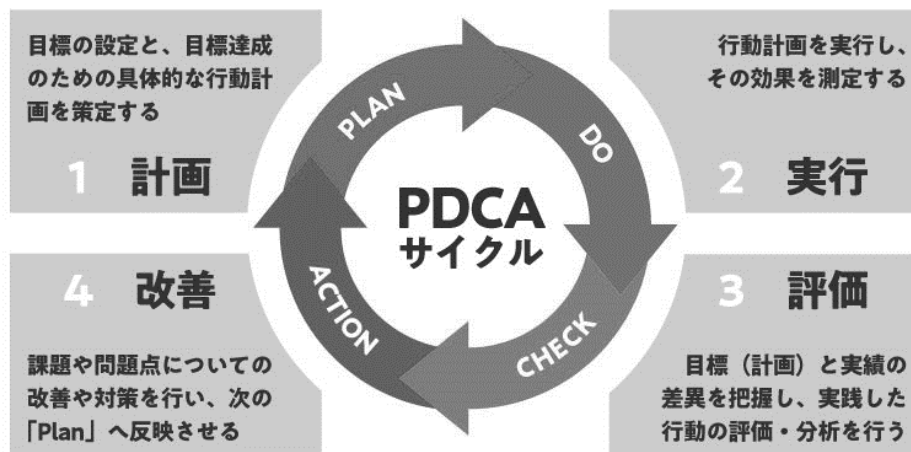 目標の設定と、目標達成
のための具体的な行動計
画を策定する
1 計画
行動計画を実行し、
その効果を測定する
2 実行
PLAN
DO
PDCA
サイクル
ACTION
CHECK
4 改善
課題や問題点についての
改善や対策を行い、次の
「Plan」へ反映させる
3 評価
目標（計画）と実績の
差異を把握し、実践した
行動の評価・分析を行う